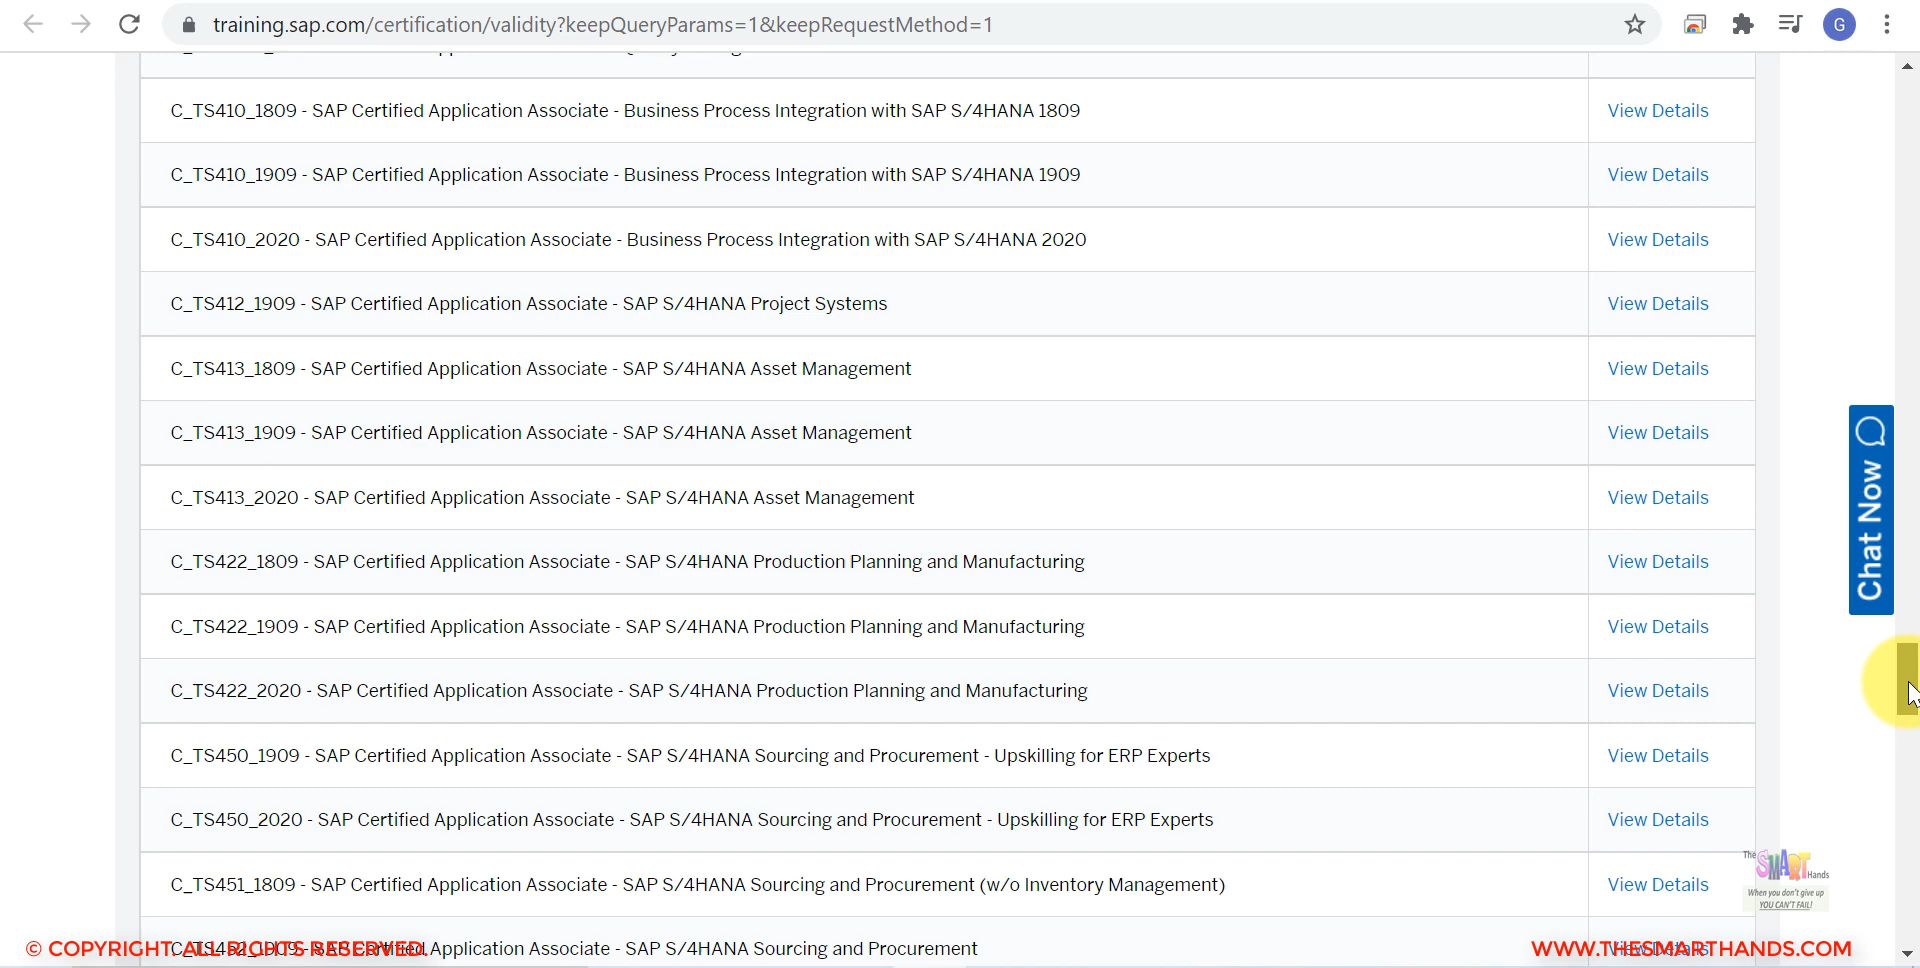 training.sap.com/certification/validity?keepQueryParams=1&keepRequestMethod=1
G
C_TS410_1809 - SAP Certified Application Associate - Business Process Integration with SAP S/4HANA 1809 View Details
C_TS410_1909 - SAP Certified Application Associate - Business Process Integration with SAP S/4HANA 1909 View Details
C_TS410_2020 - SAP Certified Application Associate - Business Process Integration with SAP S/4HANA 2020 View Details
C_TS412_1909 - SAP Certified Application Associate - SAP S/4HANA Project Systems View Details
C_TS413_1809 - SAP Certified Application Associate - SAP S/4HANA Asset Management View Details
C_TS413_1909 - SAP Certified Application Associate - SAP S/4HANA Asset Management View Details
C_TS413_2020 - SAP Certified Application Associate - SAP S/4HANA Asset Management View Details
C_TS422_1809 - SAP Certified Application Associate - SAP S/4HANA Production Planning and Manufacturing View Details
C_TS422_1909 - SAP Certified Application Associate - SAP S/4HANA Production Planning and Manufacturing View Details
C_TS422_2020 - SAP Certified Application Associate - SAP S/4HANA Production Planning and Manufacturing View Details
C_TS450_1909 - SAP Certified Application Associate - SAP S/4HANA Sourcing and Procurement - Upskilling for ERP Experts View Details
C_TS450_2020 - SAP Certified Application Associate - SAP S/4HANA Sourcing and Procurement - Upskilling for ERP Experts View Details
C_TS451_1809 - SAP Certified Application Associate - SAP S/4HANA Sourcing and Procurement (w/o Inventory Management) View Details
Application Associate - SAP S/4HANA Sourcing and Procurement
Chat Now
The SMART Hands
When you don't give up
YOU CAN'T FAIL!
© COPYRIGHT. ALL RIGHTS RESERVED.
WWW.THESMARTHANDS.COM